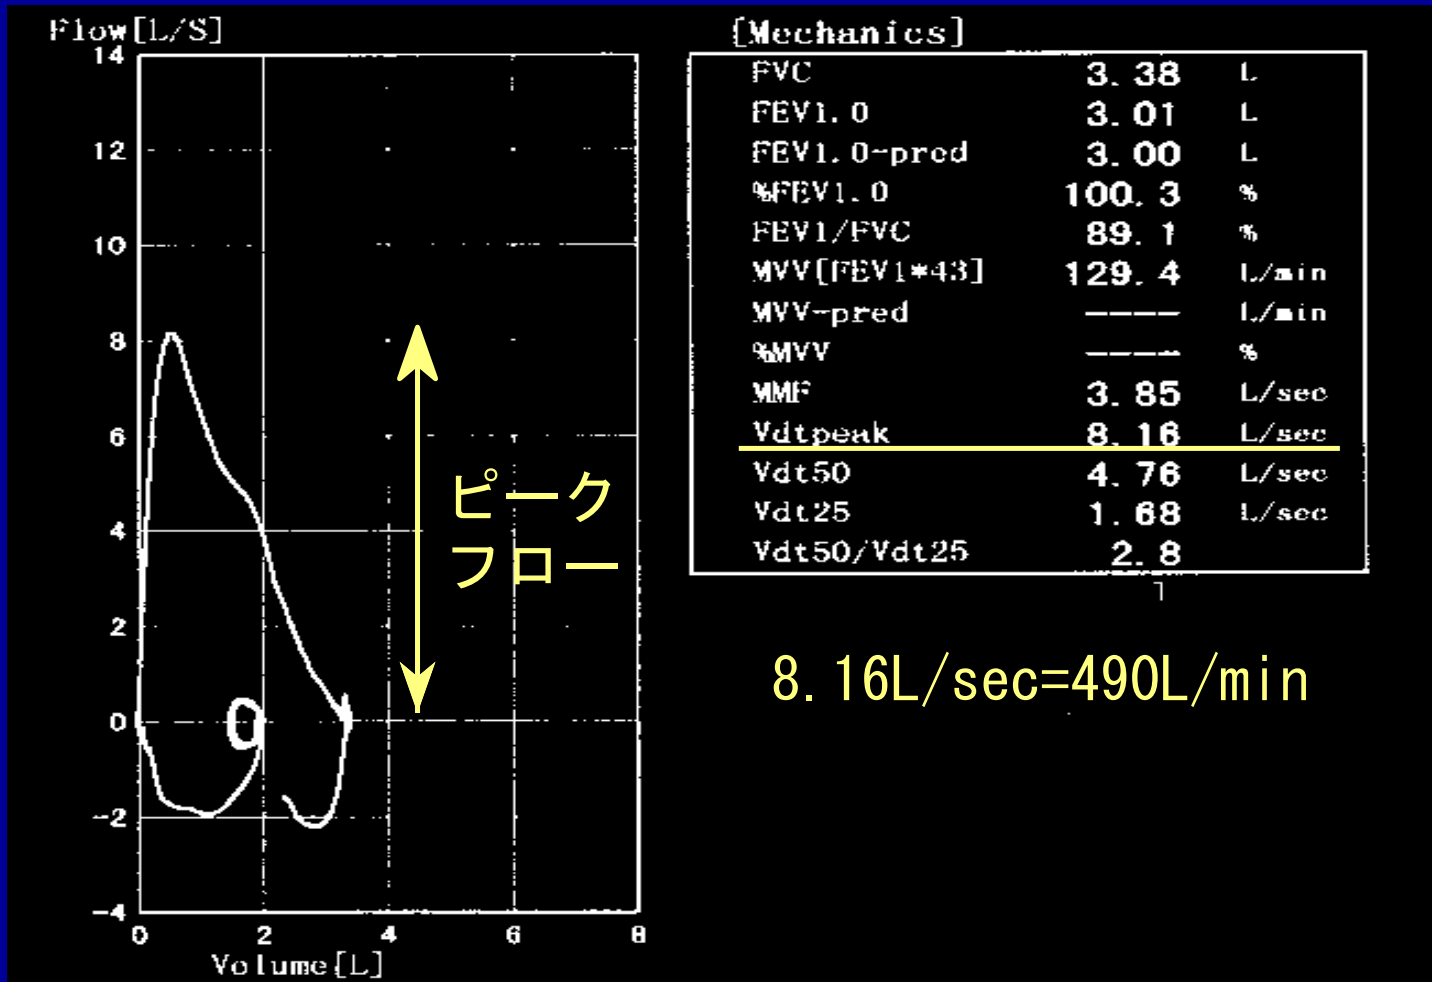 Flow[L/S]
14
12
10
8
6
4
2
0
-2
-4
0 2 4 6 8
Volume[L]
ピーク
フロー
[Mechanics]
FVC 3.38 L
FEV1.0 3.01 L
FEV1.0-pred 3.00 L
%FEV1.0 100.3 %
FEV1/FVC 89.1 %
MVV[FEV1*43] 129.4 L/min
MVV-pred ---- L/min
%MVV ---- %
MMF 3.85 L/sec
Vdtpeak 8.16 L/sec
Vdt50 4.76 L/sec
Vdt25 1.68 L/sec
Vdt50/Vdt25 2.8
8.16L/sec=490L/min